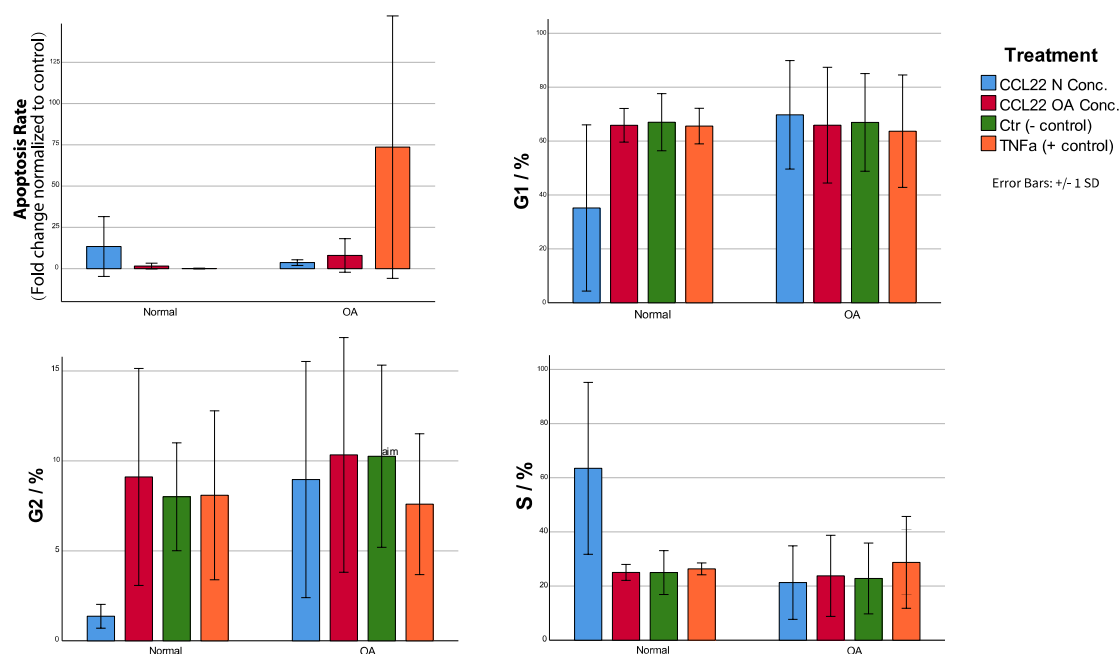 Apoptosis Rate
(Fold change normalized to control)
125
100
75
50
25
0
Normal
OA
G1 / %
100
80
60
40
20
0
Normal
OA
Treatment
CCL22 N Conc.
CCL22 OA Conc.
Ctr (- control)
TNFa (+ control)
Error Bars: +/- 1 SD
G2 / %
15
10
5
0
aim
Normal
OA
S / %
100
80
60
40
20
0
Normal
OA